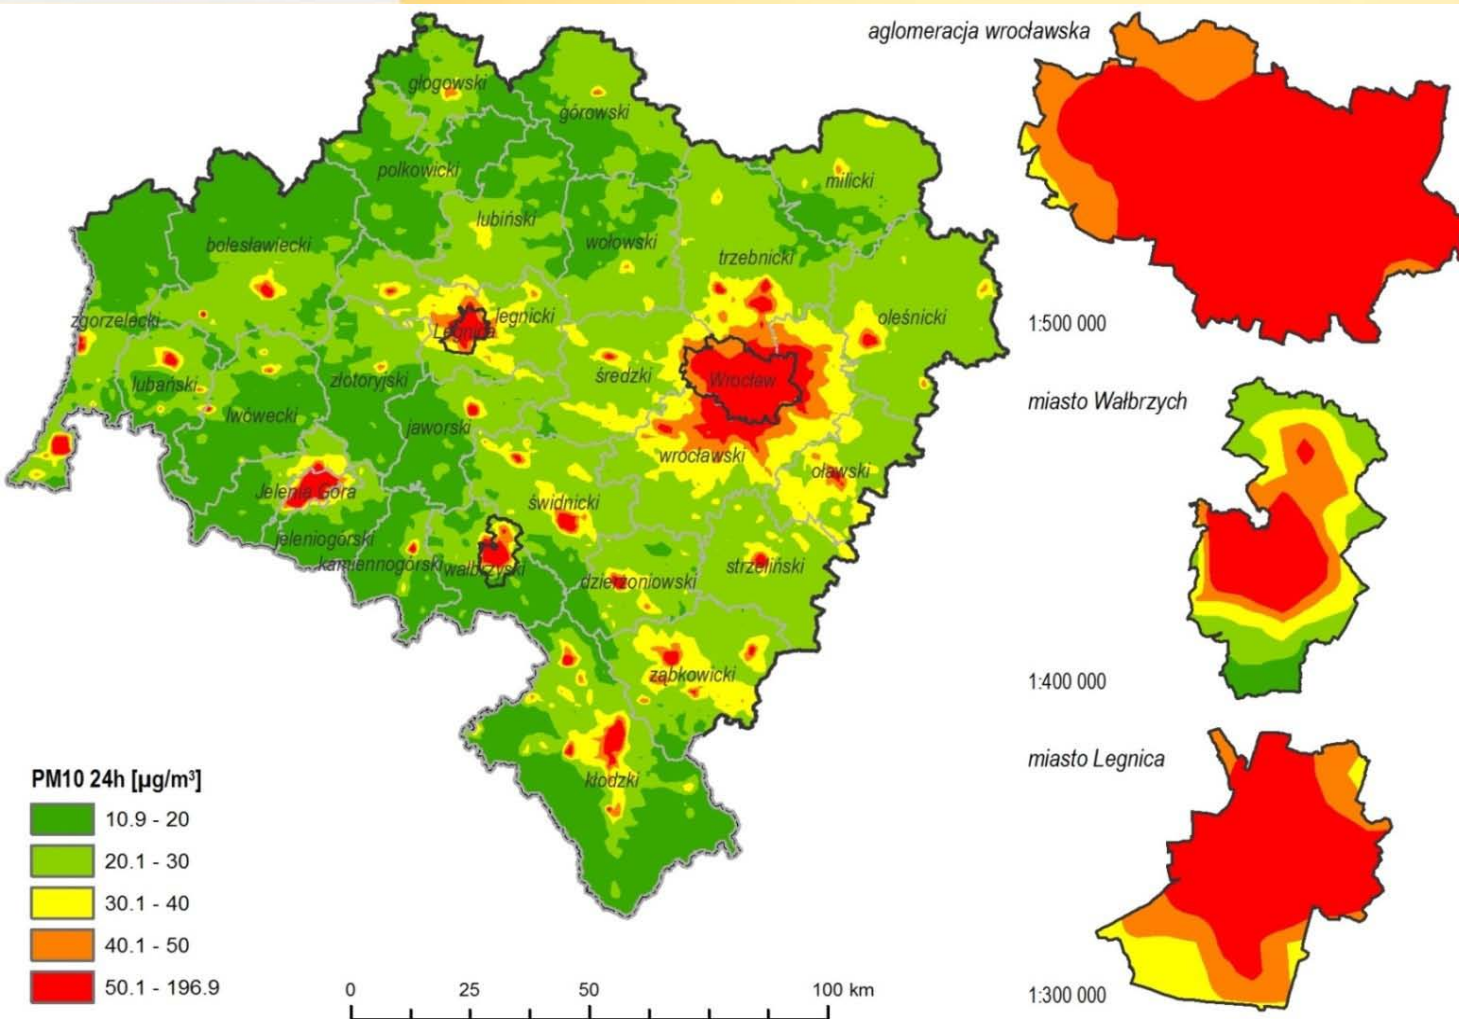 aglomeracja wrocławska
głogowski
górowski
polkowicki
milicki
lubiński
bolesławiecki
wołowski
trzebnicki
zgorzelecki
Legnica
legnicki
oleśnicki
1:500 000
lubański
złotoryjski
średzki
Wrocław
lwówecki
jaworski
miasto Wałbrzych
wrocławski
oławski
Jelenia Góra
świdnicki
jeleniogórski
kamiennogórski
wałbrzyski
dzierżoniowski
strzeliński
ząbkowicki
1:400 000
kłodzki
miasto Legnica
PM10 24h [µg/m³]
10.9 - 20
20.1 - 30
30.1 - 40
40.1 - 50
50.1 - 196.9
0 25 50 100 km
1:300 000